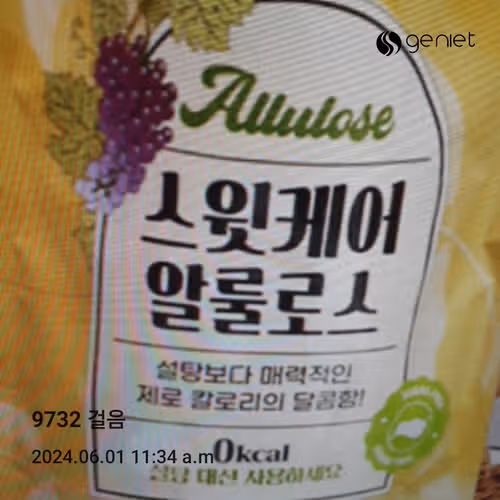 geniet
Allulose
스윗케어
알룰로스
설탕보다 매력적인
제로 칼로리의 달콤함!
9732 걸음
2024.06.01 11:34 a.m
0kcal
설탕 대신 사용하세요